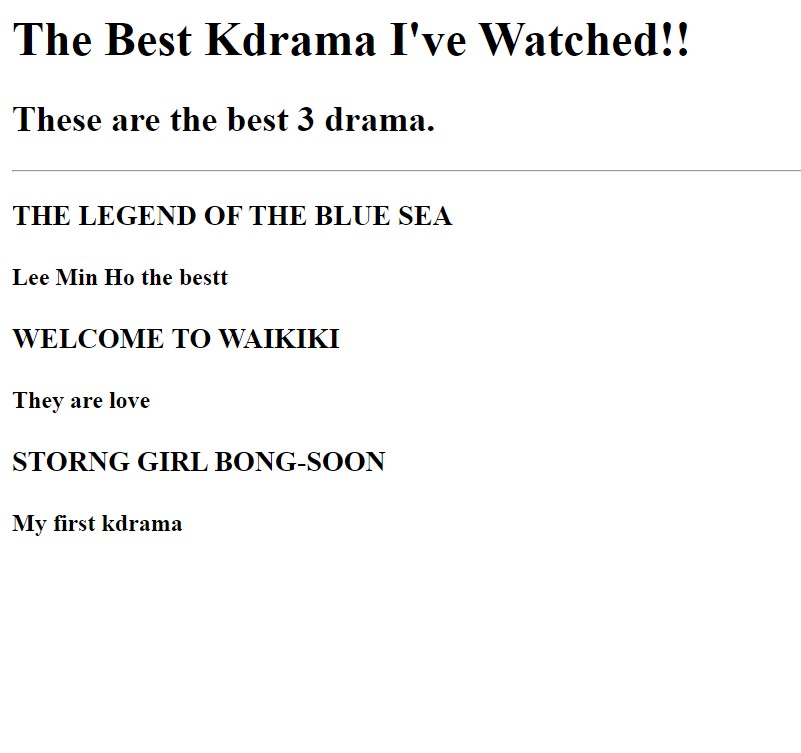 The Best Kdrama I've Watched!!
These are the best 3 drama.
THE LEGEND OF THE BLUE SEA
Lee Min Ho the bestt
WELCOME TO WAIKIKI
They are love
STORNG GIRL BONG-SOON
My first kdrama